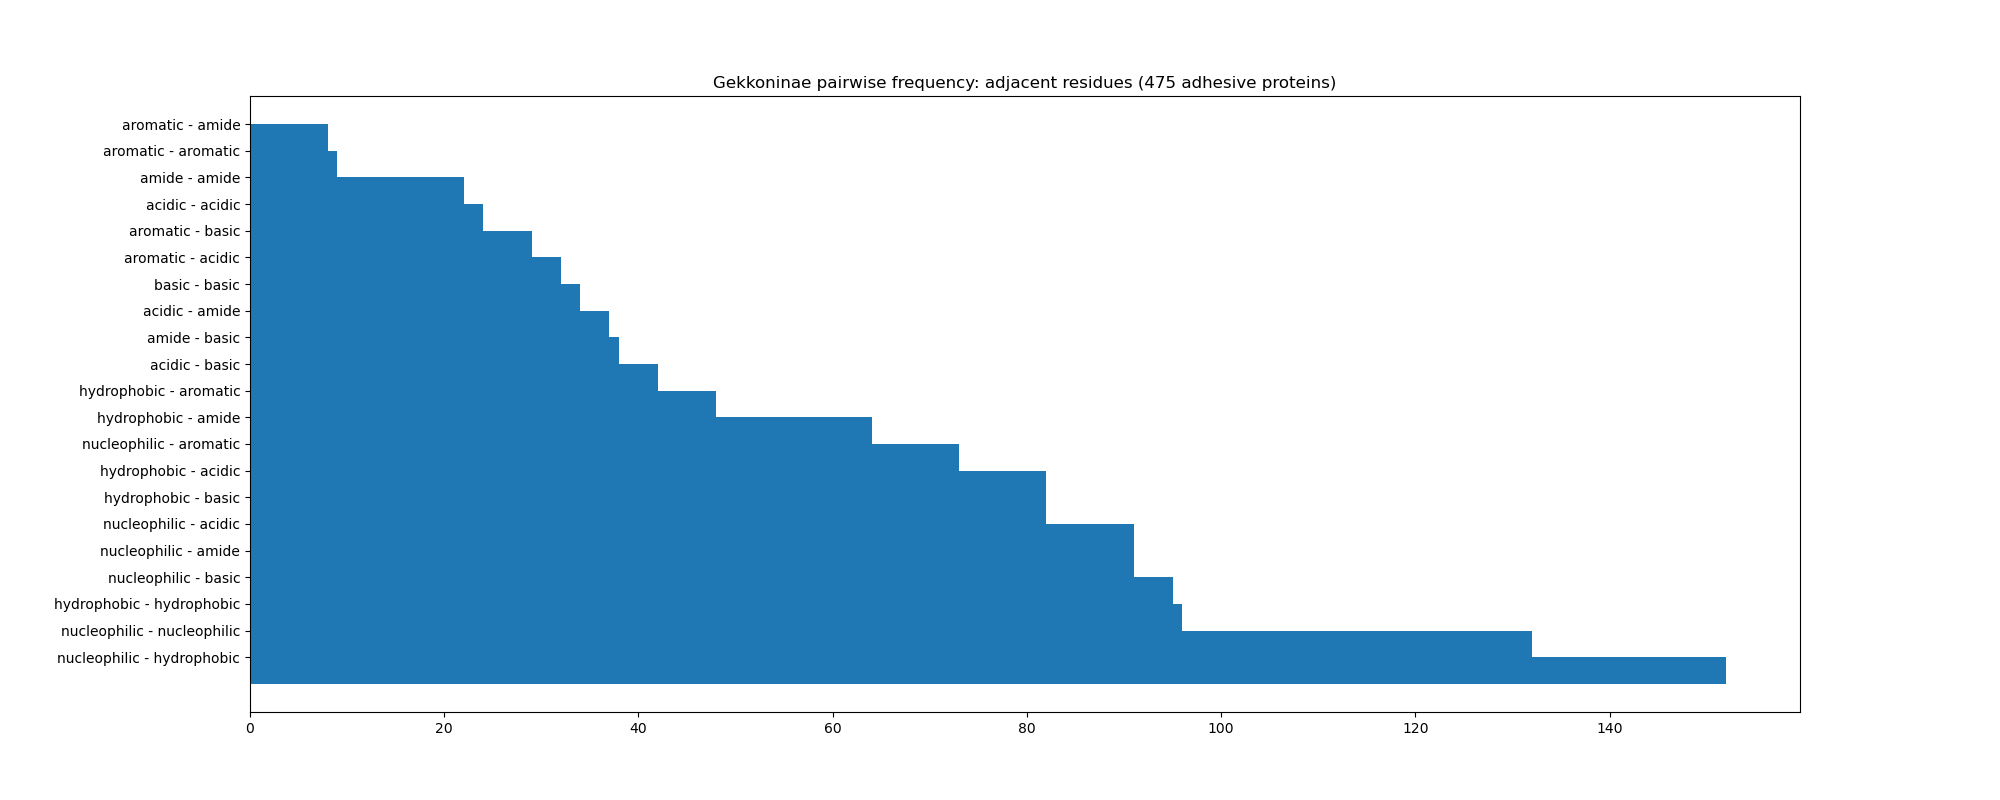 Gekkoninae pairwise frequency: adjacent residues (475 adhesive proteins)
aromatic - amide
aromatic - aromatic
amide - amide
acidic - acidic
aromatic - basic
aromatic - acidic
basic - basic
acidic - amide
amide - basic
acidic - basic
hydrophobic - aromatic
hydrophobic - amide
nucleophilic - aromatic
hydrophobic - acidic
hydrophobic - basic
nucleophilic - acidic
nucleophilic - amide
nucleophilic - basic
hydrophobic - hydrophobic
nucleophilic - nucleophilic
nucleophilic - hydrophobic
0 20 40 60 80 100 120 140